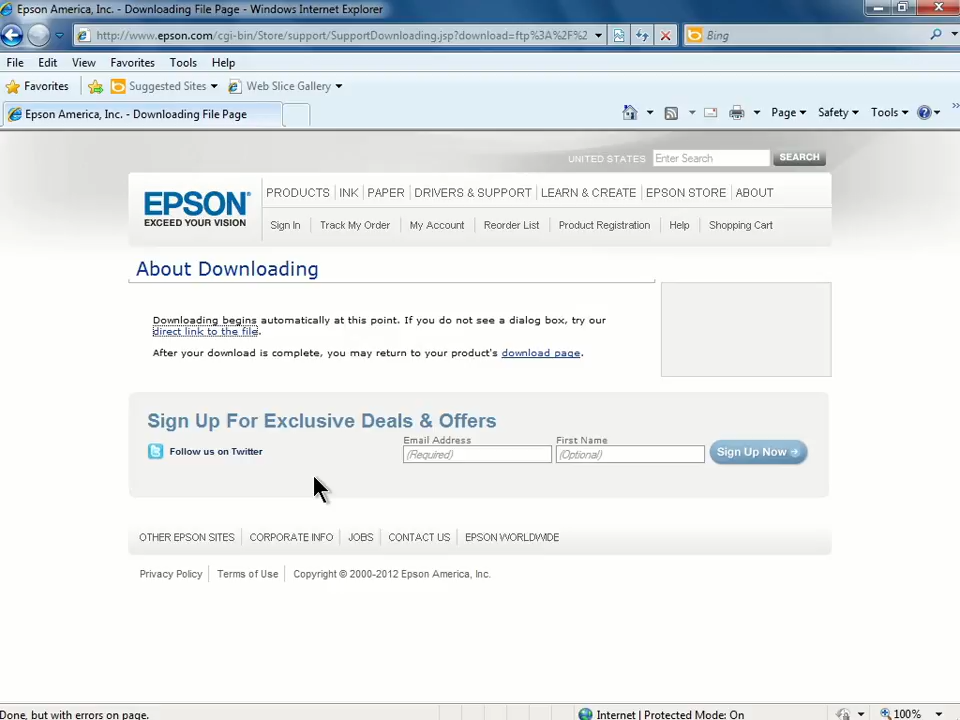 Epson America, Inc. - Downloading File Page - Windows Internet Explorer
http://www.epson.com/cgi-bin/Store/support/SupportDownloading.jsp?download=ftp%3A%2F%2
Bing
File Edit View Favorites Tools Help
Favorites Suggested Sites Web Slice Gallery
Epson America, Inc. - Downloading File Page
Page Safety Tools
UNITED STATES Enter Search SEARCH
EPSON®
EXCEED YOUR VISION
PRODUCTS INK PAPER DRIVERS & SUPPORT LEARN & CREATE EPSON STORE ABOUT
Sign In Track My Order My Account Reorder List Product Registration Help Shopping Cart
About Downloading
Downloading begins automatically at this point. If you do not see a dialog box, try our
direct link to the file.
After your download is complete, you may return to your product's download page.
Sign Up For Exclusive Deals & Offers
Follow us on Twitter
Email Address First Name
(Required) (Optional) Sign Up Now
OTHER EPSON SITES CORPORATE INFO JOBS CONTACT US EPSON WORLDWIDE
Privacy Policy Terms of Use Copyright © 2000-2012 Epson America, Inc.
Done, but with errors on page. Internet | Protected Mode: On 100%